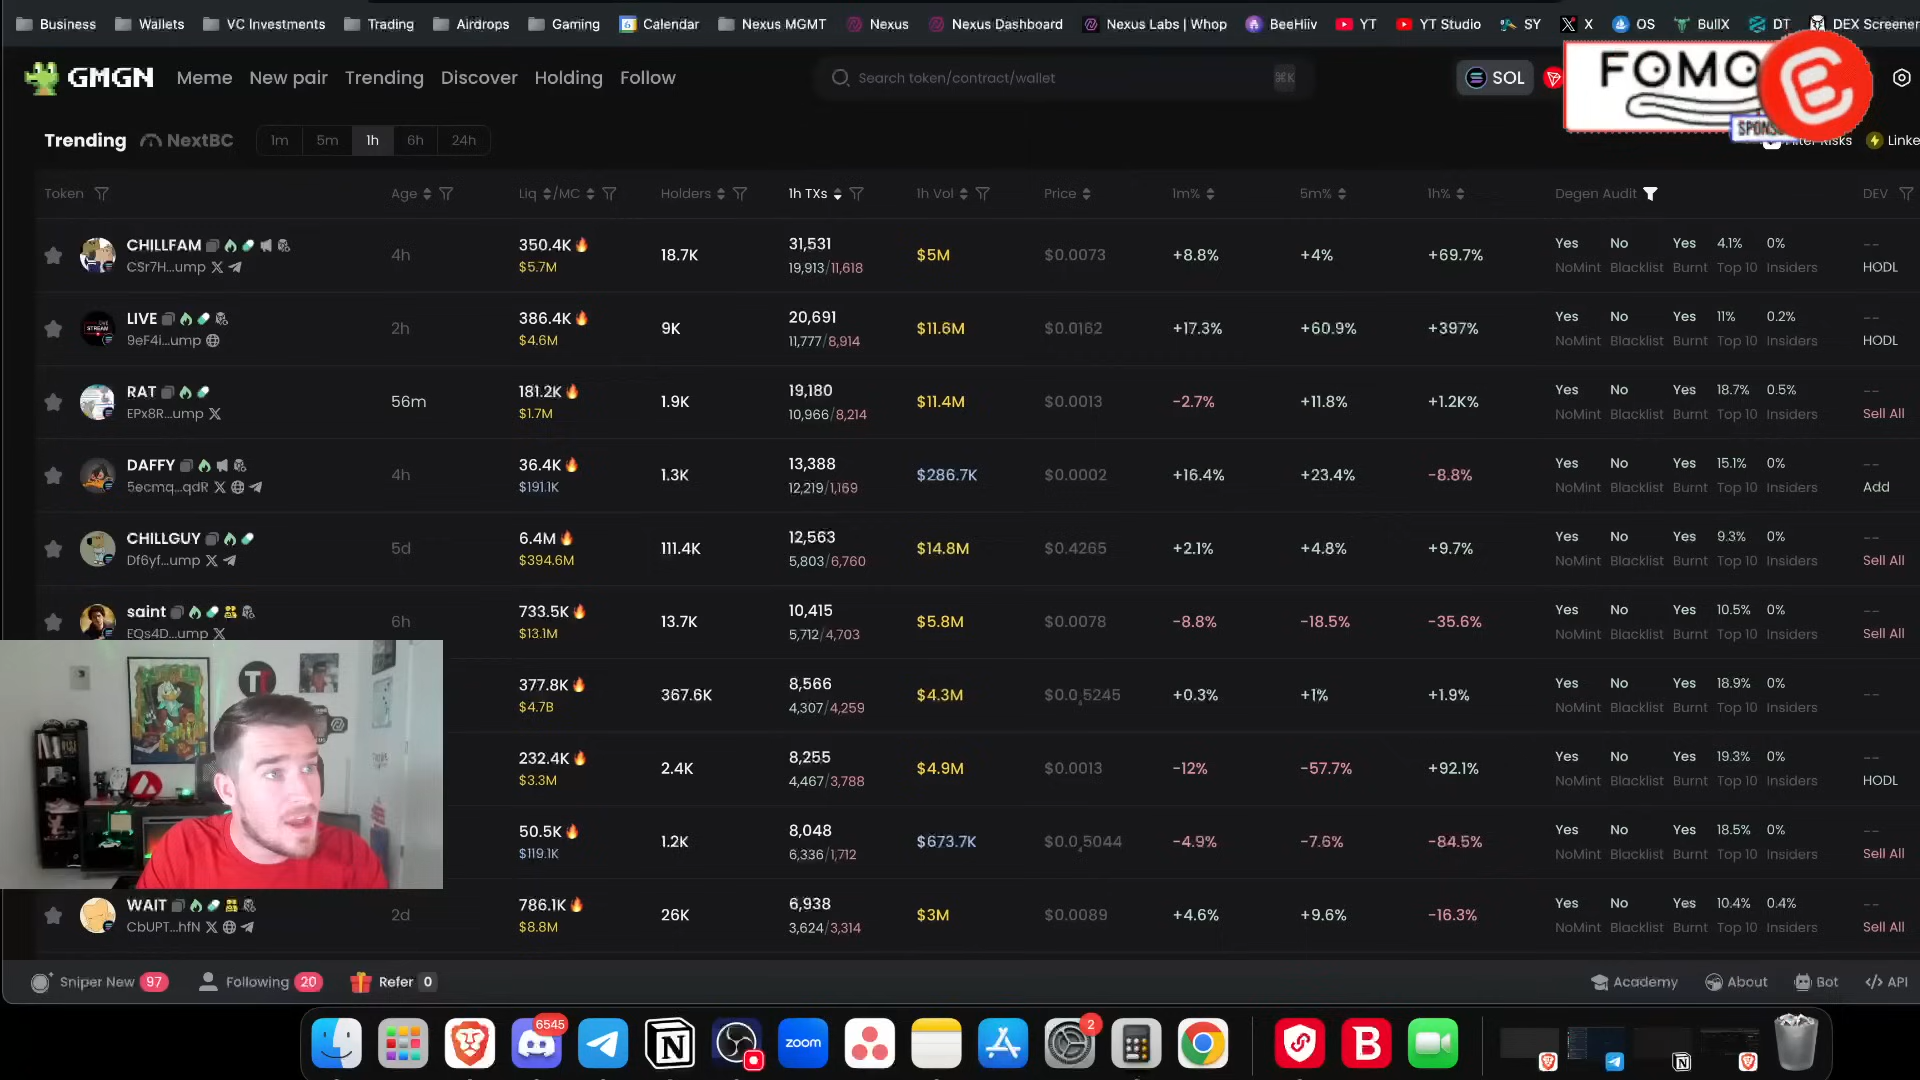 Business Wallets VC Investments Trading Airdrops Gaming Calendar Nexus MGMT Nexus Nexus Dashboard Nexus Labs | Whop BeeHiiv YT YT Studio SY X OS BullX DT DEX Screener
GMGN Meme New pair Trending Discover Holding Follow Search token/contract/wallet ⌘K SOL FOMO
Trending NextBC 1m 5m 1h 6h 24h Filter Risks Linke
Token Age Liq /MC Holders 1h TXs 1h Vol Price 1m% 5m% 1h% Degen Audit DEV
CHILLFAM 4h 350.4K 18.7K 31,531 $5M $0.0073 +8.8% +4% +69.7% Yes No Yes 4.1% 0% --
CSr7H...ump $5.7M 19,913/11,618 NoMint Blacklist Burnt Top 10 Insiders HODL
LIVE 2h 386.4K 9K 20,691 $11.6M $0.0162 +17.3% +60.9% +397% Yes No Yes 11% 0.2% --
9eF4i...ump $4.6M 11,777/8,914 NoMint Blacklist Burnt Top 10 Insiders HODL
RAT 56m 181.2K 1.9K 19,180 $11.4M $0.0013 -2.7% +11.8% +1.2K% Yes No Yes 18.7% 0.5% --
EPx8R...ump $1.7M 10,966/8,214 NoMint Blacklist Burnt Top 10 Insiders Sell All
DAFFY 4h 36.4K 1.3K 13,388 $286.7K $0.0002 +16.4% +23.4% -8.8% Yes No Yes 15.1% 0% --
5ecmq...qdR $191.1K 12,219/1,169 NoMint Blacklist Burnt Top 10 Insiders Add
CHILLGUY 5d 6.4M 111.4K 12,563 $14.8M $0.4265 +2.1% +4.8% +9.7% Yes No Yes 9.3% 0% --
Df6yf...ump $394.6M 5,803/6,760 NoMint Blacklist Burnt Top 10 Insiders Sell All
saint 6h 733.5K 13.7K 10,415 $5.8M $0.0078 -8.8% -18.5% -35.6% Yes No Yes 10.5% 0% --
EQs4D...ump $13.1M 5,712/4,703 NoMint Blacklist Burnt Top 10 Insiders Sell All
377.8K 367.6K 8,566 $4.3M $0.0₅5245 +0.3% +1% +1.9% Yes No Yes 18.9% 0% --
$4.7B 4,307/4,259 NoMint Blacklist Burnt Top 10 Insiders
232.4K 2.4K 8,255 $4.9M $0.0013 -12% -57.7% +92.1% Yes No Yes 19.3% 0% --
$3.3M 4,467/3,788 NoMint Blacklist Burnt Top 10 Insiders HODL
50.5K 1.2K 8,048 $673.7K -4.9% -7.6% -84.5% Yes No Yes 18.5% 0% --
$119.1K 6,336/1,712 NoMint Blacklist Burnt Top 10 Insiders Sell All
WAIT 2d 786.1K 26K 6,938 $3M $0.0089 +4.6% +9.6% -16.3% Yes No Yes 10.4% 0.4% --
CbUPT...hfN $8.8M 3,624/3,314 NoMint Blacklist Burnt Top 10 Insiders Sell All
Sniper New 97 Following 20 Refer 0 Academy About Bot API
6545 zoom 2